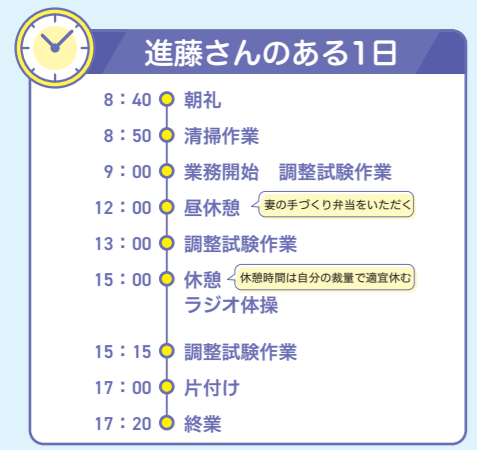 進藤さんのある1日
8：40 朝礼
8：50 清掃作業
9：00 業務開始　調整試験作業
12：00 昼休憩 妻の手づくり弁当をいただく
13：00 調整試験作業
15：00 休憩 休憩時間は自分の裁量で適宜休む
ラジオ体操
15：15 調整試験作業
17：00 片付け
17：20 終業